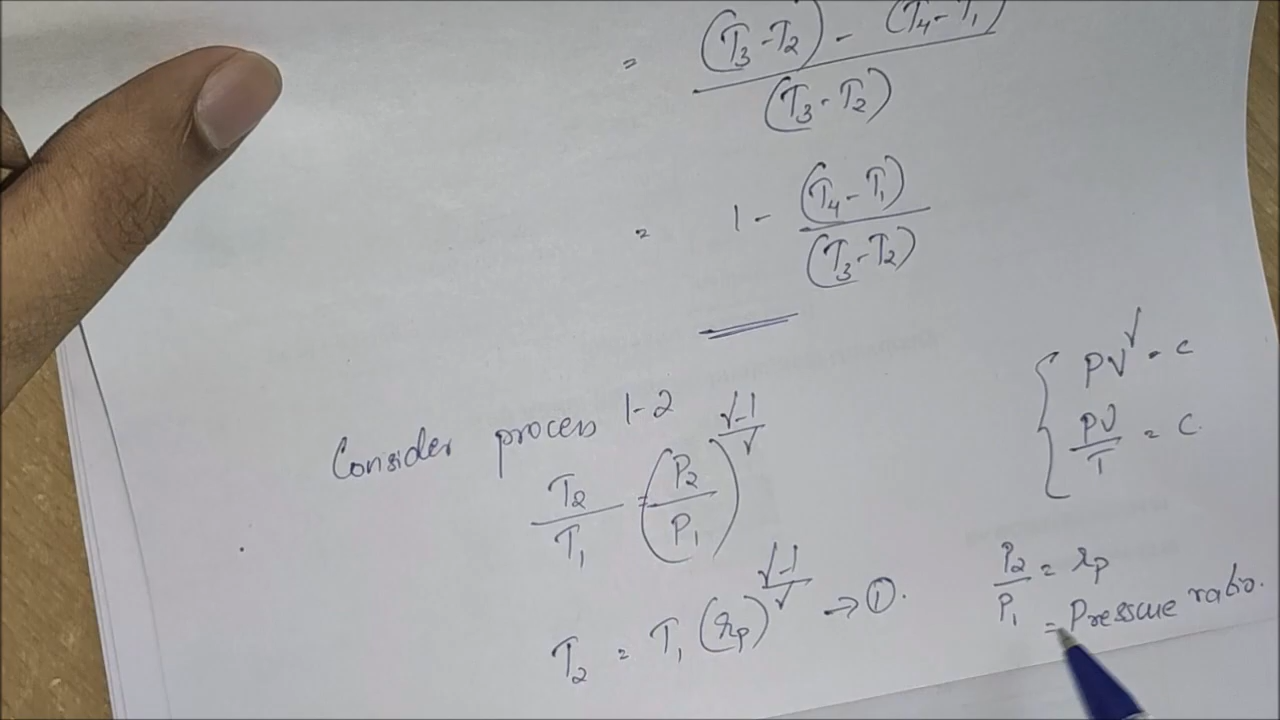 = (T₃-T₂) - (T₄-T₁) / (T₃-T₂)
= 1 - (T₄-T₁) / (T₃-T₂)
Consider process 1-2
T₂/T₁ = (P₂/P₁)^((γ-1)/γ)
T₂ = T₁ (rp)^((γ-1)/γ) → ①.
PV^γ = C
PV/T = C.
P₂/P₁ = rp
= Pressure ratio.